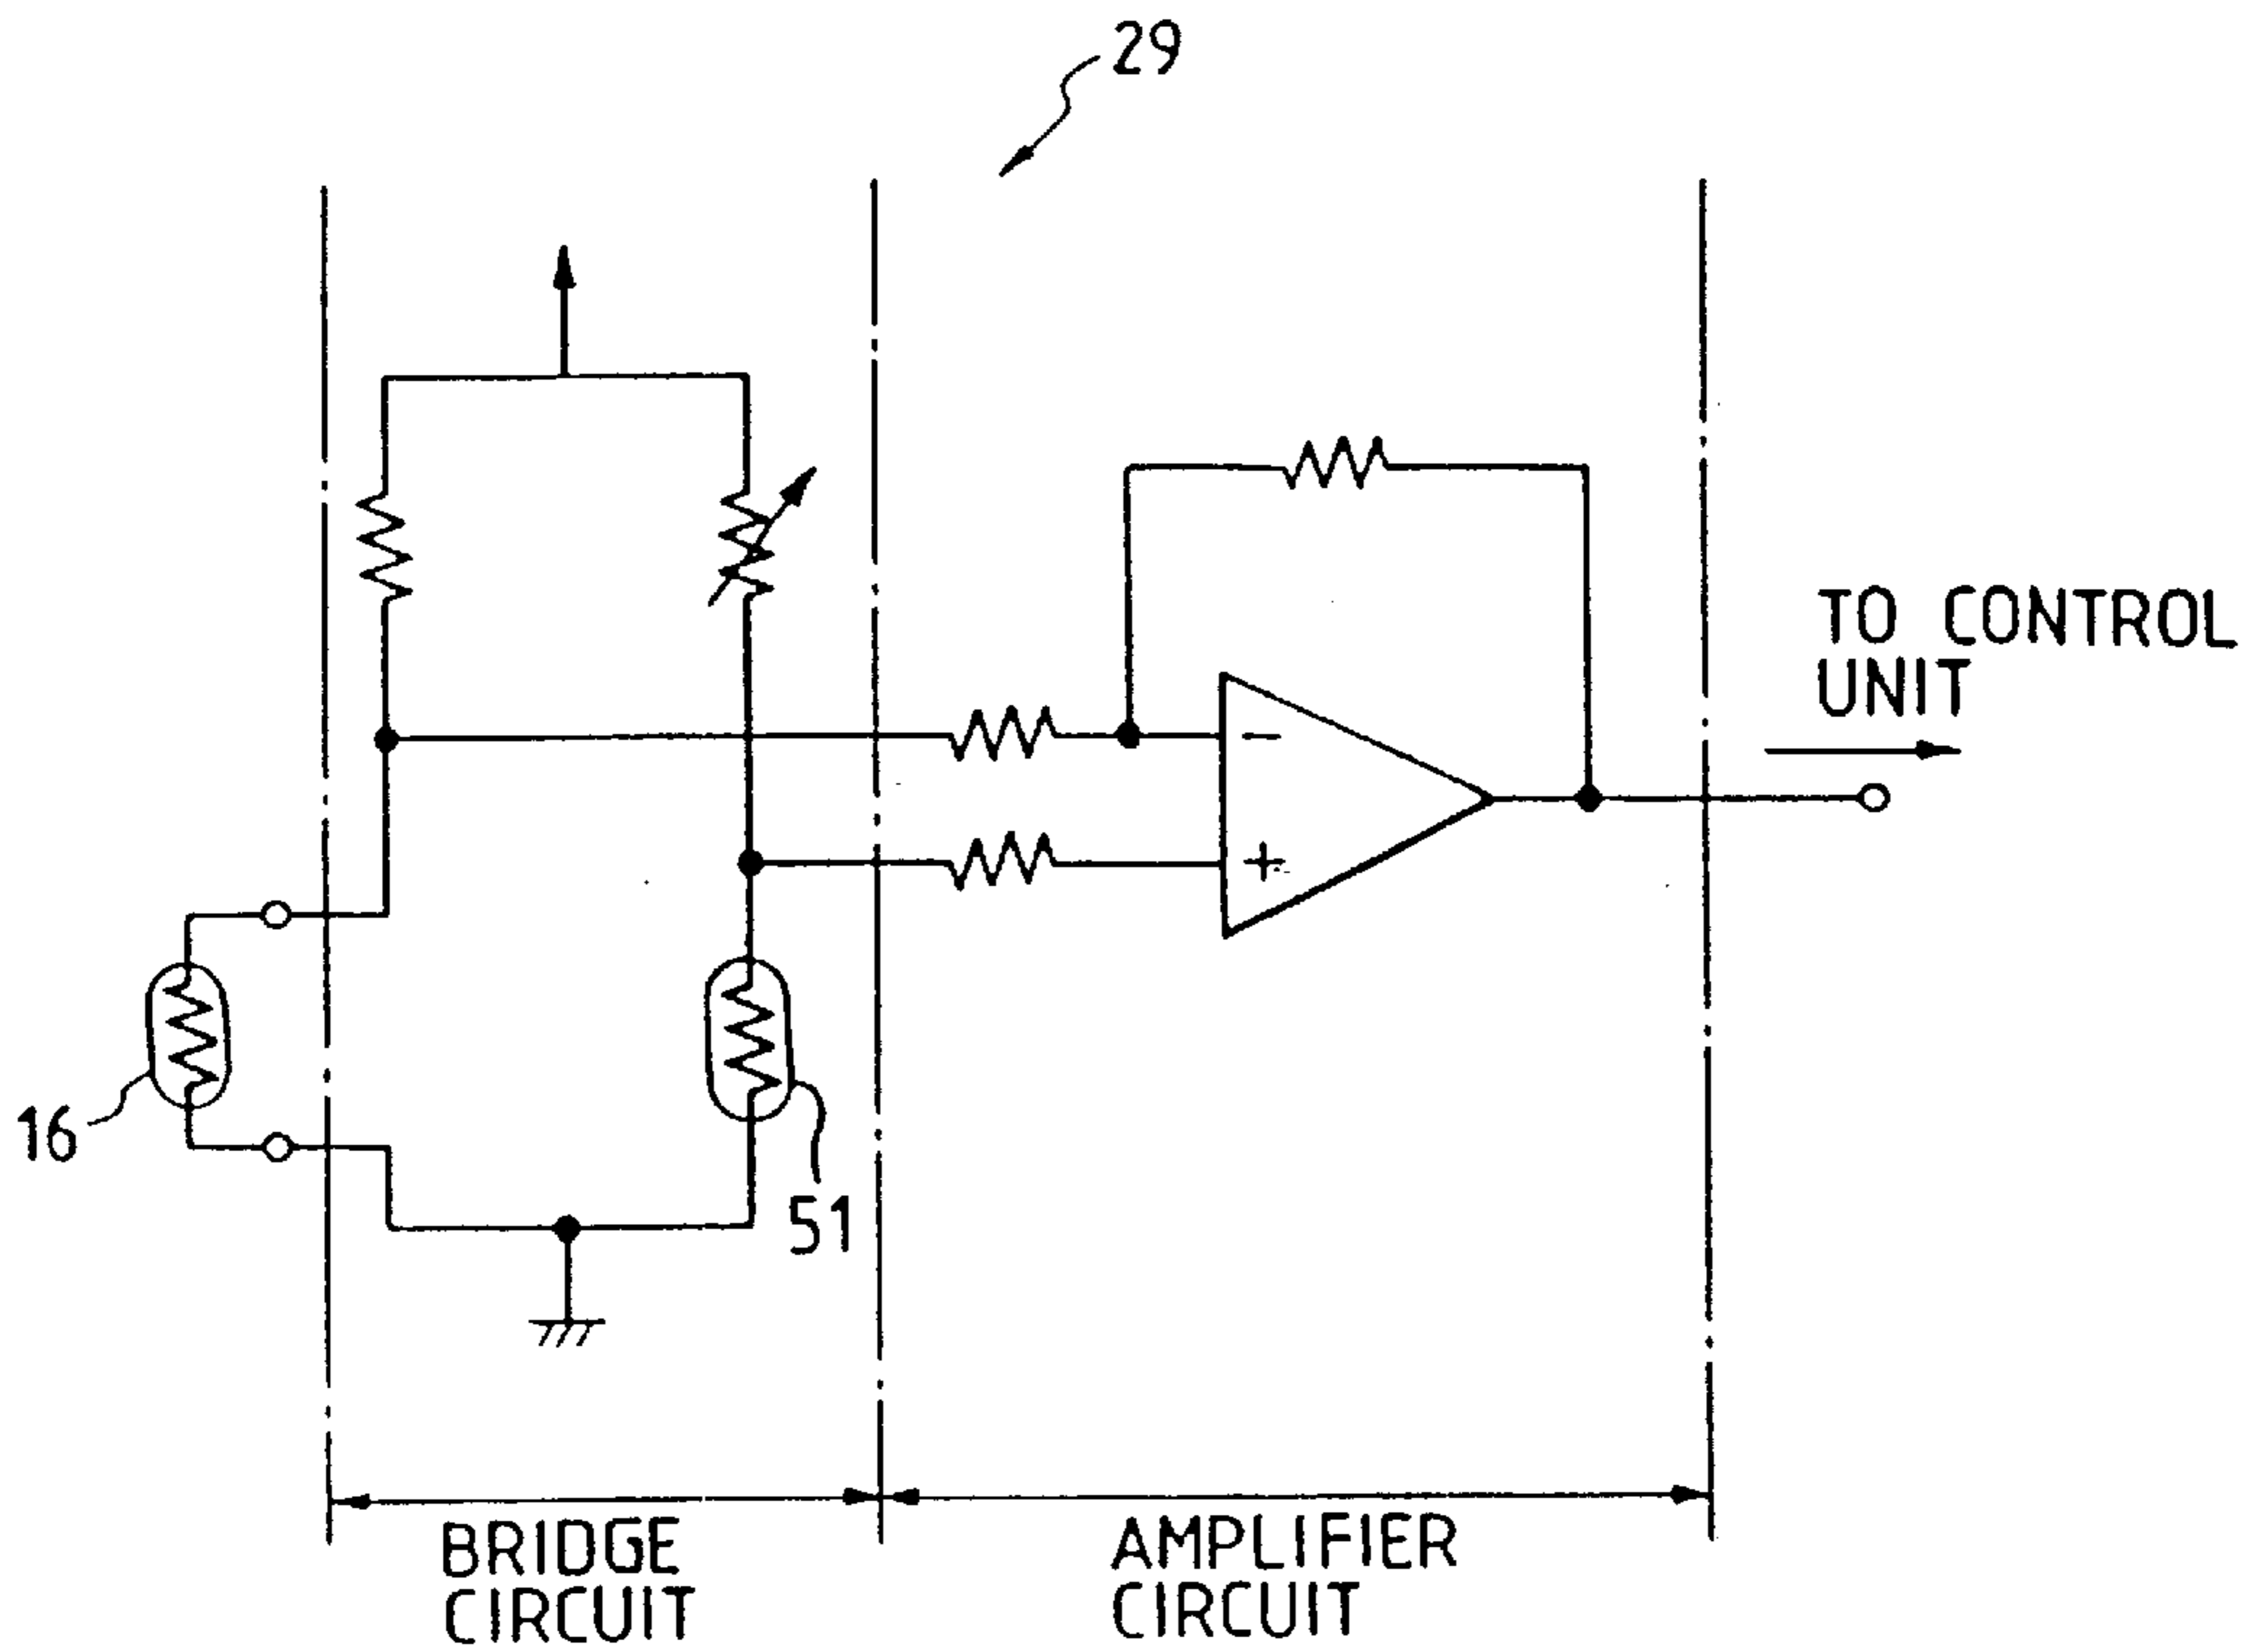 29
TO CONTROL
UNIT
-
+
16
51
BRIDGE
CIRCUIT
AMPLIFIER
CIRCUIT